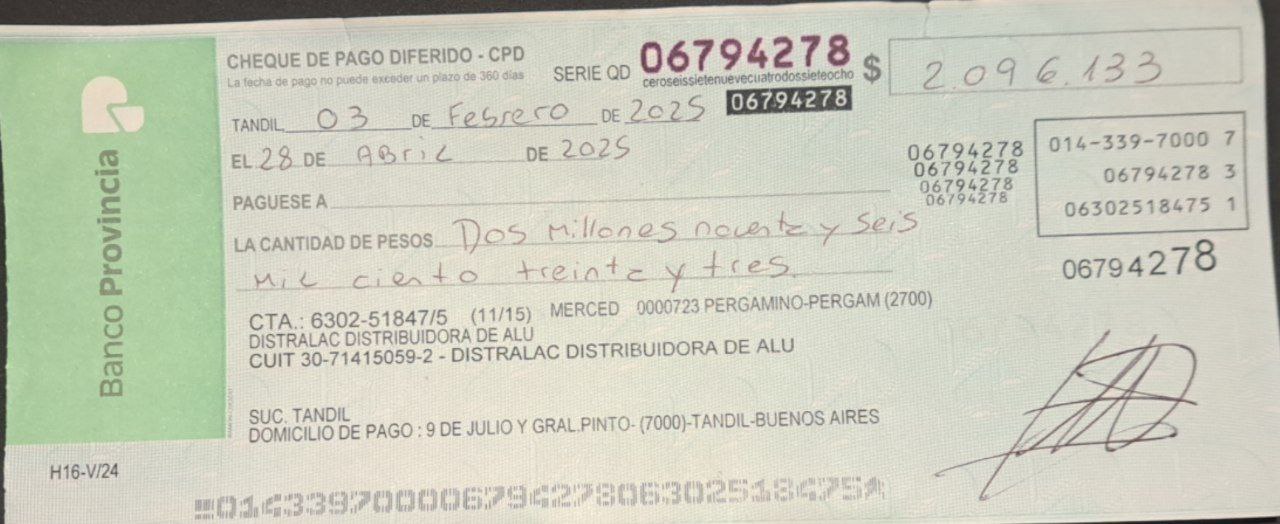 Banco Provincia
CHEQUE DE PAGO DIFERIDO - CPD
La fecha de pago no puede exceder un plazo de 360 días
SERIE QD 06794278
ceroseissietenuevecuatrodossieteocho
06794278
$ 2.096.133
TANDIL 03 DE Febrero DE 2025
EL 28 DE ABRIL DE 2025
06794278
06794278
06794278
06794278
014-339-7000 7
06794278 3
06302518475 1
06794278
PAGUESE A
LA CANTIDAD DE PESOS Dos Millones noventa y seis
Mil ciento treinta y tres
CTA.: 6302-51847/5 (11/15) MERCED 0000723 PERGAMINO-PERGAM (2700)
DISTRALAC DISTRIBUIDORA DE ALU
CUIT 30-71415059-2 - DISTRALAC DISTRIBUIDORA DE ALU
SUC. TANDIL
DOMICILIO DE PAGO : 9 DE JULIO Y GRAL.PINTO- (7000)-TANDIL-BUENOS AIRES
H16-V/24
01433970000679427806302518475